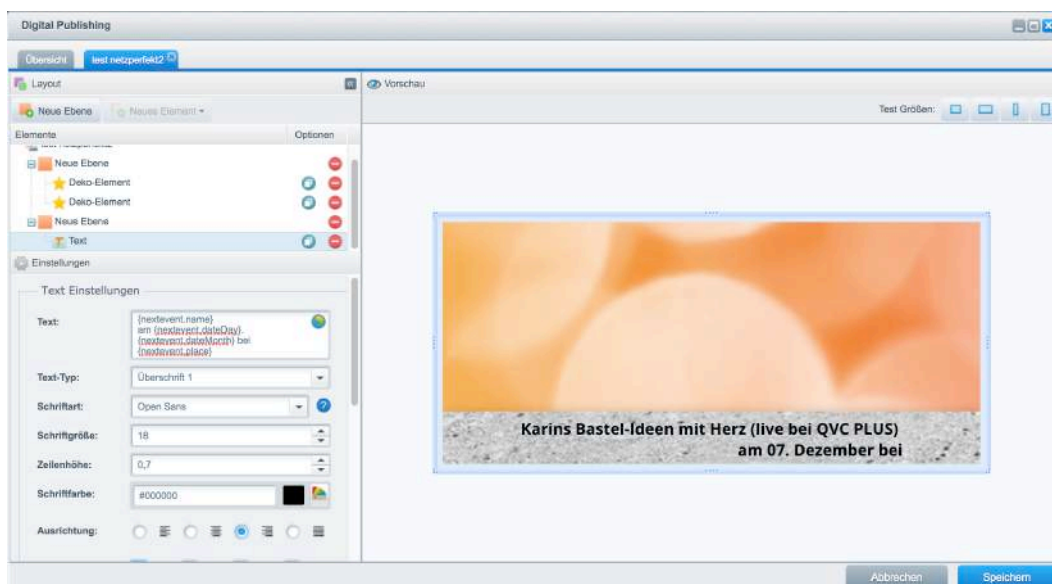 Digital Publishing
Übersicht
test netzperfekt2
Layout
Vorschau
Neue Ebene
Neues Element
Test Größen:
Elemente
Optionen
Neue Ebene
Deko-Element
Deko-Element
Neue Ebene
Text
Einstellungen
Text Einstellungen
Text:
{nextevent.name}
am {nextevent.dateDay}.
{nextevent.dateMonth} bei
{nextevent.place}
Text-Typ:
Überschrift 1
Schriftart:
Open Sans
Schriftgröße:
18
Zeilenhöhe:
0,7
Schriftfarbe:
#000000
Ausrichtung:
Karins Bastel-Ideen mit Herz (live bei QVC PLUS)
am 07. Dezember bei
Abbrechen
Speichern